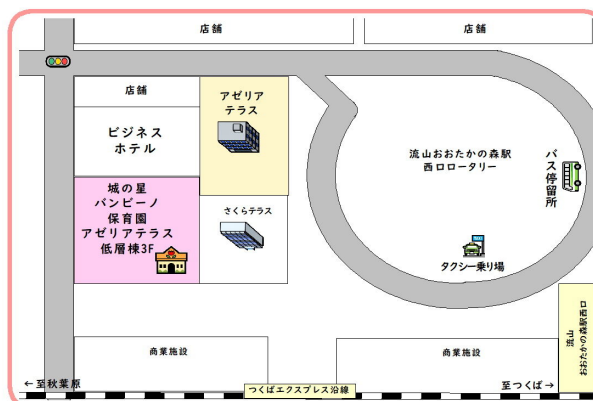 店舗
店舗
店舗
アゼリア
テラス
ビジネス
ホテル
流山おおたかの森駅
西口ロータリー
バス停留所
城の星
バンビーノ
保育園
アゼリアテラス
低層棟3F
さくらテラス
タクシー乗り場
流山
おおたかの森駅西口
商業施設
商業施設
←至秋葉原
つくばエクスプレス沿線
至つくば→